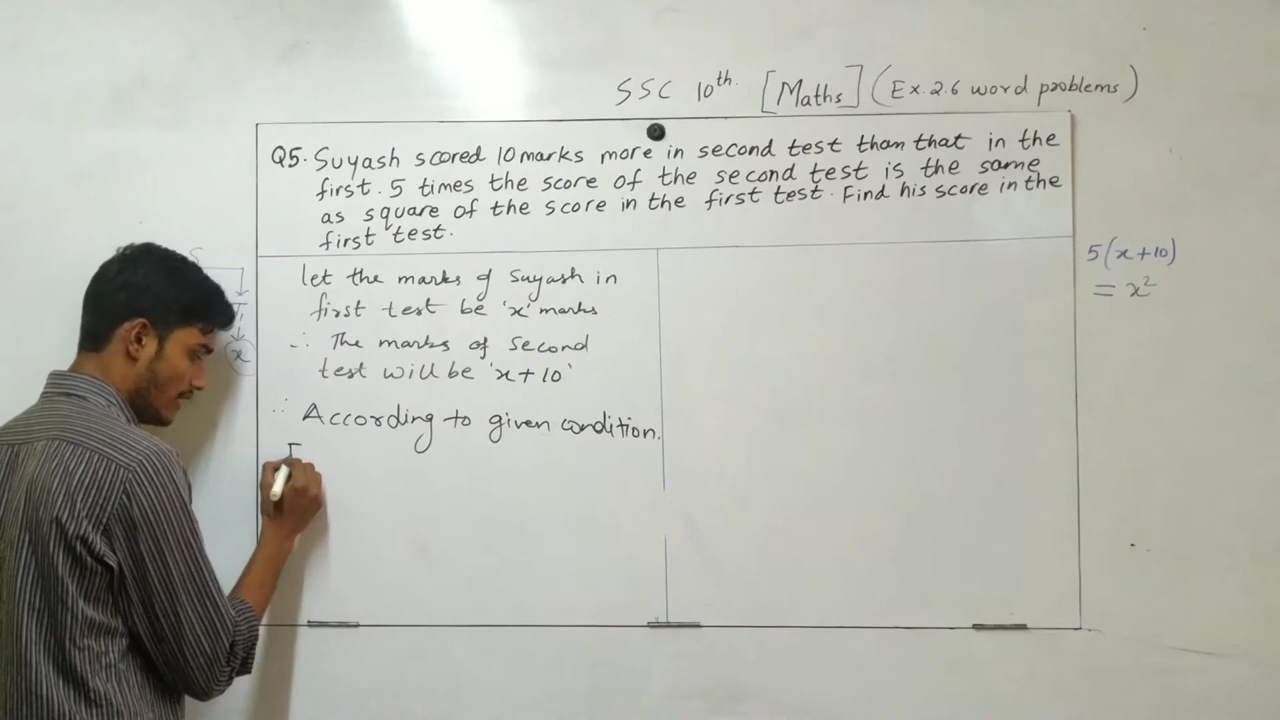 SSC 10th. [Maths] (Ex.2.6 word problems)
Q5. Suyash scored 10 marks more in second test than that in the
first. 5 times the score of the second test is the same
as square of the score in the first test. Find his score in the
first test.
let the marks of Suyash in
first test be 'x' marks
∴ The marks of second
test will be 'x+10'
∴ According to given condition.
5(x+10)
= x²
x